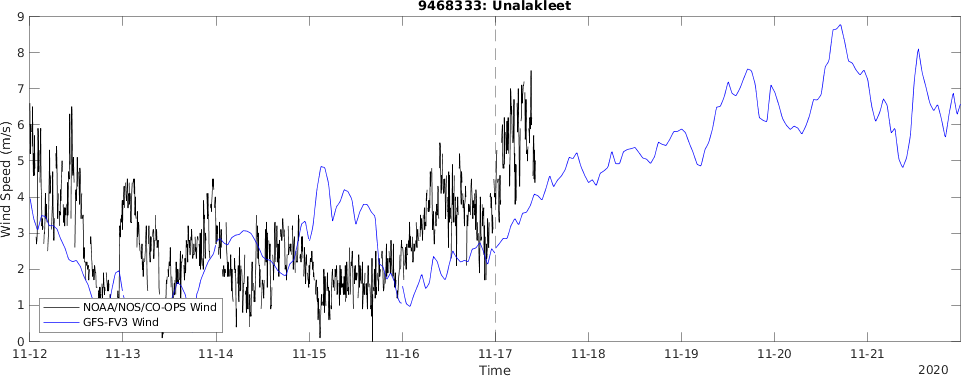 9468333: Unalakleet
9
8
7
6
5
4
3
2
1
0
Wind Speed (m/s)
NOAA/NOS/CO-OPS Wind
GFS-FV3 Wind
11-12 11-13 11-14 11-15 11-16 11-17 11-18 11-19 11-20 11-21
Time
2020